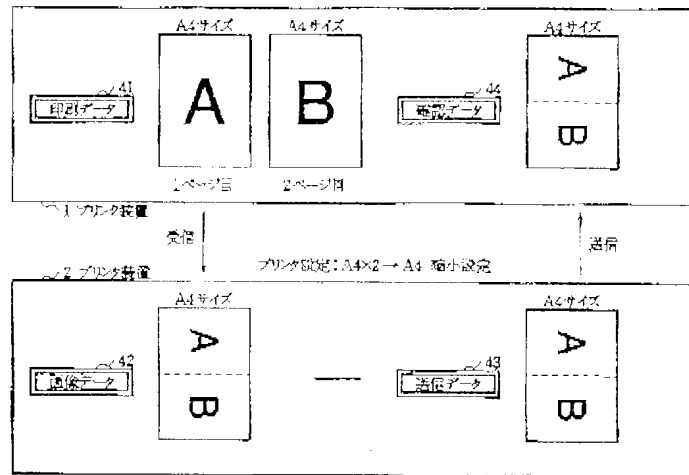 A4サイズ A4サイズ A4サイズ
41 44
印刷データ A B 確認データ A B
1ページ目 2ページ目
1 プリンタ装置
受信 送信
プリンタ設定:A4×2→A4 縮小設定
2 プリンタ装置
A4サイズ A4サイズ
42 43
画像データ A B 送信データ A B